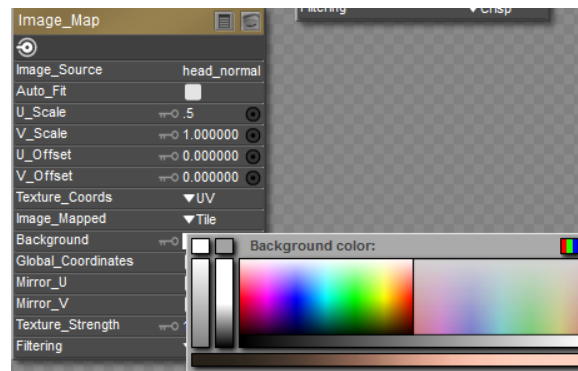 Image_Map
Filtering ▼Crisp
Image_Source head_normal
Auto_Fit
U_Scale .5
V_Scale 1.000000
U_Offset 0.000000
V_Offset 0.000000
Texture_Coords ▼UV
Image_Mapped ▼Tile
Background
Background color:
Global_Coordinates
Mirror_U
Mirror_V
Texture_Strength
Filtering